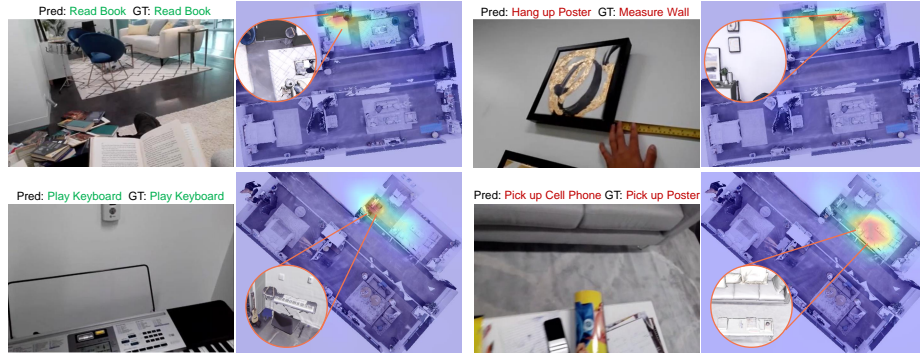 Pred: Read Book GT: Read Book
Pred: Hang up Poster GT: Measure Wall
Pred: Play Keyboard GT: Play Keyboard
Pred: Pick up Cell Phone GT: Pick up Poster